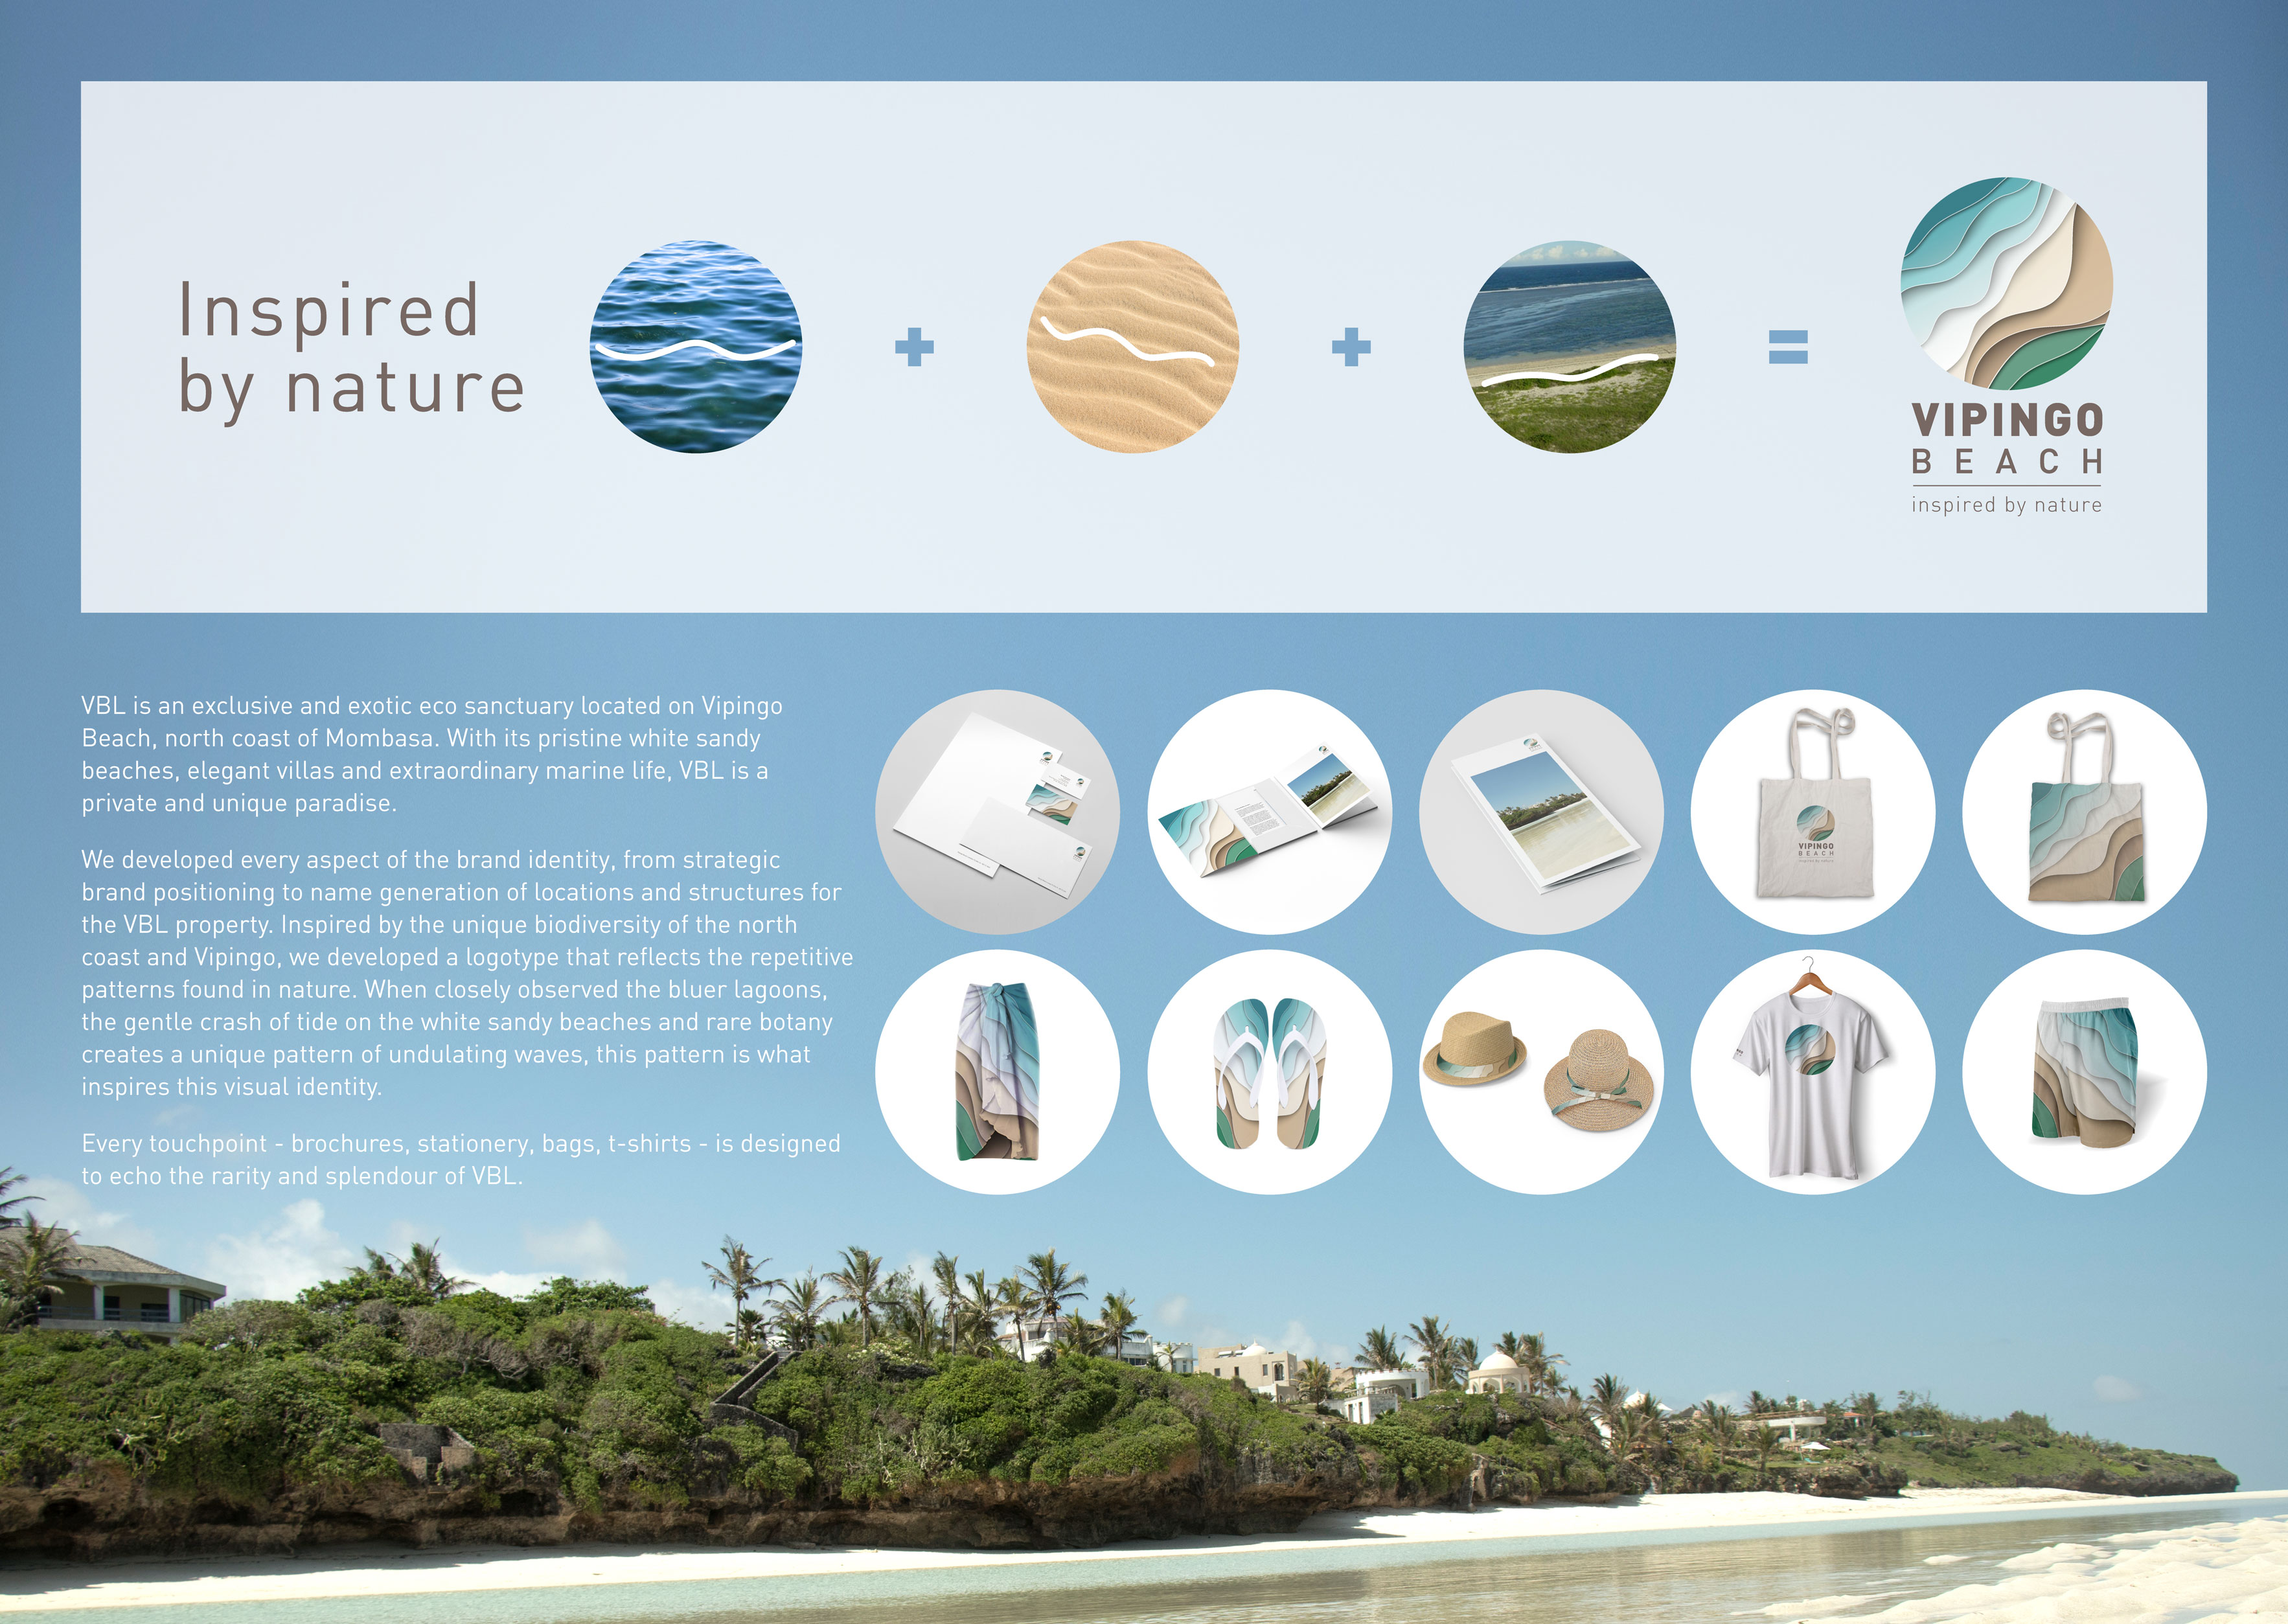 Inspired
by nature
+
+
=
VIPINGO
BEACH
inspired by nature
VBL is an exclusive and exotic eco sanctuary located on Vipingo
Beach, north coast of Mombasa. With its pristine white sandy
beaches, elegant villas and extraordinary marine life, VBL is a
private and unique paradise.
We developed every aspect of the brand identity, from strategic
brand positioning to name generation of locations and structures for
the VBL property. Inspired by the unique biodiversity of the north
coast and Vipingo, we developed a logotype that reflects the repetitive
patterns found in nature. When closely observed the bluer lagoons,
the gentle crash of tide on the white sandy beaches and rare botany
creates a unique pattern of undulating waves, this pattern is what
inspires this visual identity.
Every touchpoint - brochures, stationery, bags, t-shirts - is designed
to echo the rarity and splendour of VBL.
VIPINGO
BEACH